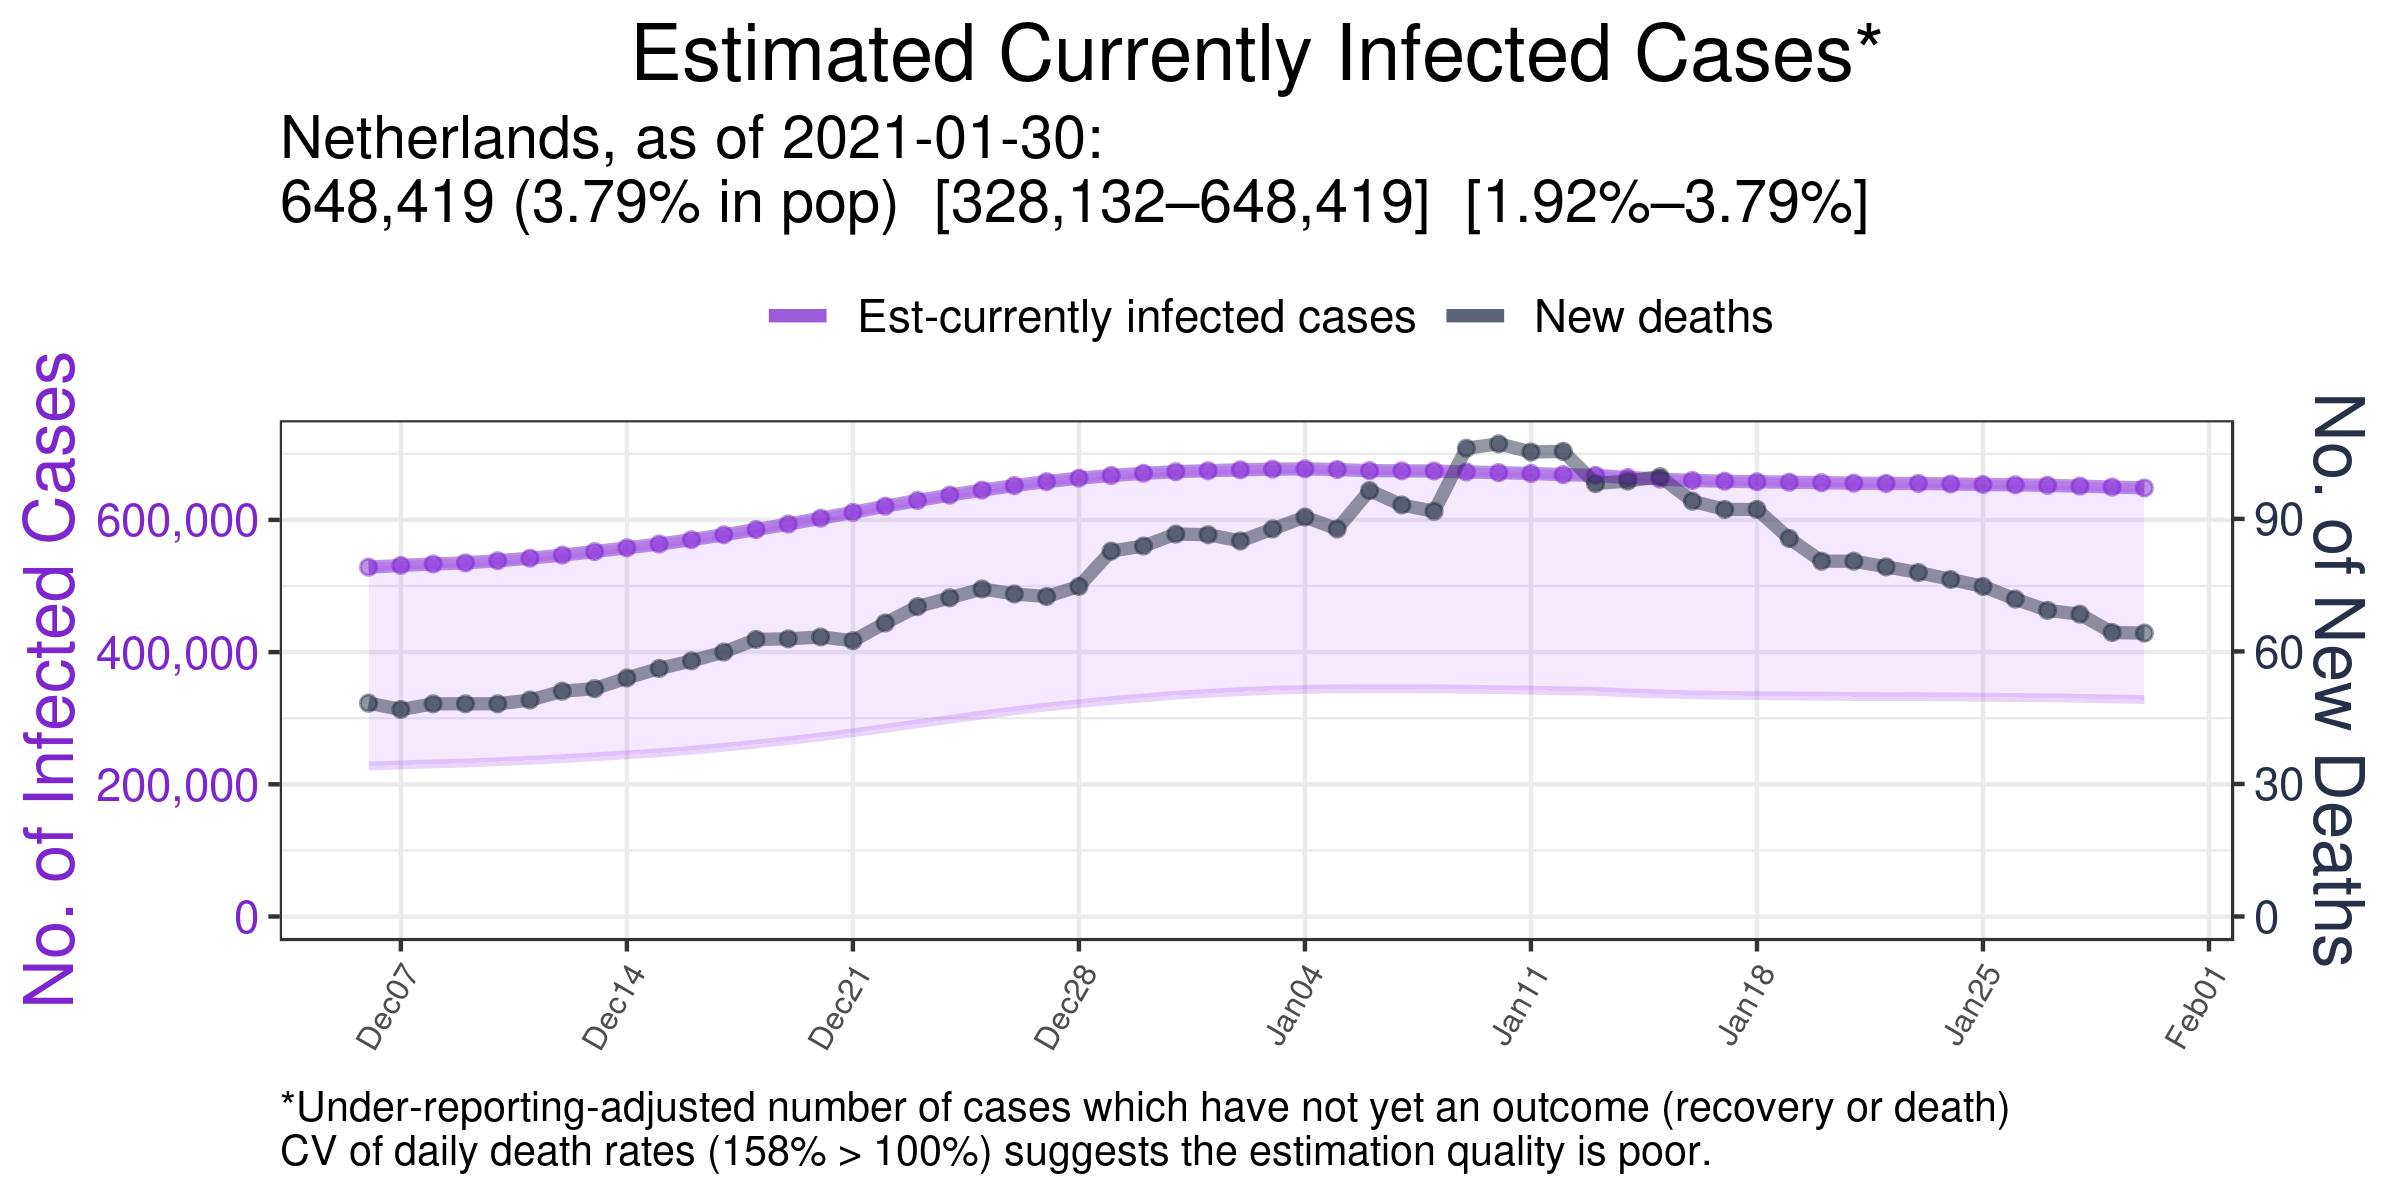 Estimated Currently Infected Cases*
Netherlands, as of 2021-01-30:
648,419 (3.79% in pop) [328,132–648,419] [1.92%–3.79%]
Est-currently infected cases
New deaths
No. of Infected Cases
600,000
400,000
200,000
0
90
60
30
0
No. of New Deaths
Dec07
Dec14
Dec21
Dec28
Jan04
Jan11
Jan18
Jan25
Feb01
*Under-reporting-adjusted number of cases which have not yet an outcome (recovery or death)
CV of daily death rates (158% > 100%) suggests the estimation quality is poor.